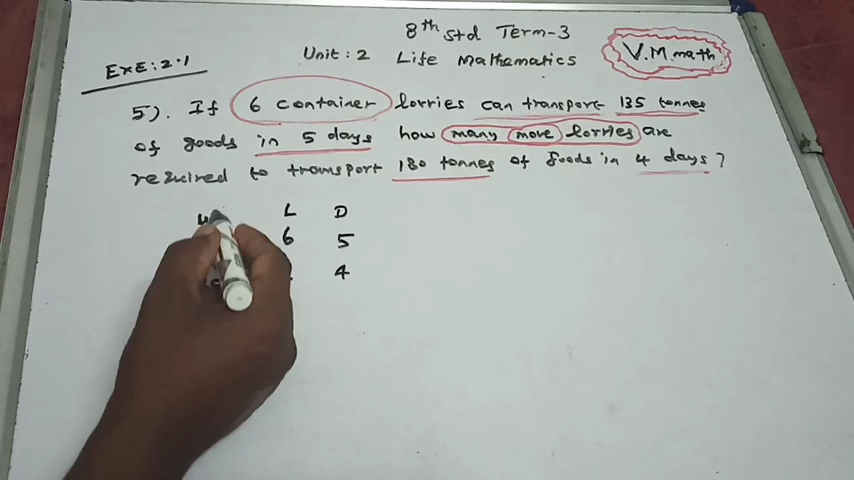 8th Std Term-3
ExE:2.1
Unit: 2 Life Mathematics
V.M.math
5). If 6 container lorries can transport 135 tonnes
of goods in 5 days how many more lorries are
required to transport 180 tonnes of goods in 4 days?
L D
6 5
4